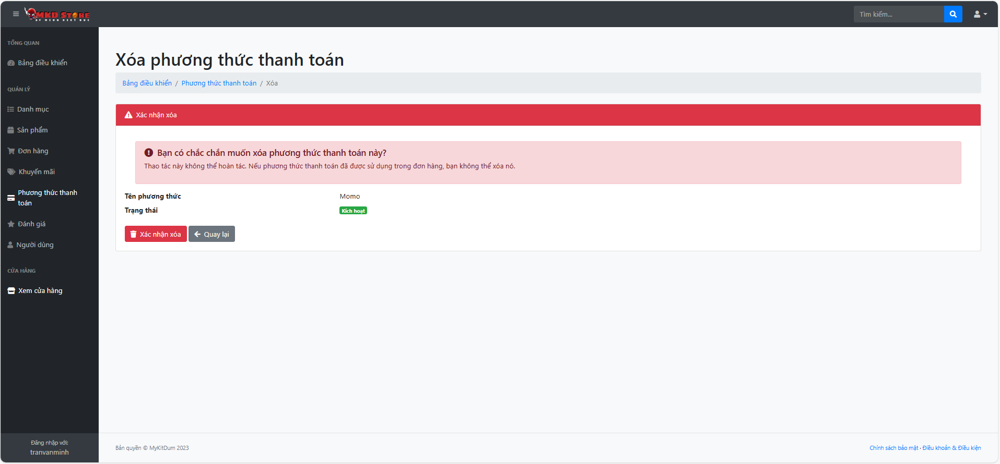 MKD Store
BY MINH KIET DUC
Tìm kiếm...
TỔNG QUAN
Bảng điều khiển
QUẢN LÝ
Danh mục
Sản phẩm
Đơn hàng
Khuyến mãi
Phương thức thanh
toán
Đánh giá
Người dùng
CỬA HÀNG
Xem cửa hàng
Đăng nhập với:
tranvanminh
Xóa phương thức thanh toán
Bảng điều khiển / Phương thức thanh toán / Xóa
Xác nhận xóa
Bạn có chắc chắn muốn xóa phương thức thanh toán này?
Thao tác này không thể hoàn tác. Nếu phương thức thanh toán đã được sử dụng trong đơn hàng, bạn không thể xóa nó.
Tên phương thức Momo
Trạng thái Kích hoạt
Xác nhận xóa Quay lại
Bản quyền © MyKitDum 2023
Chính sách bảo mật · Điều khoản & Điều kiện